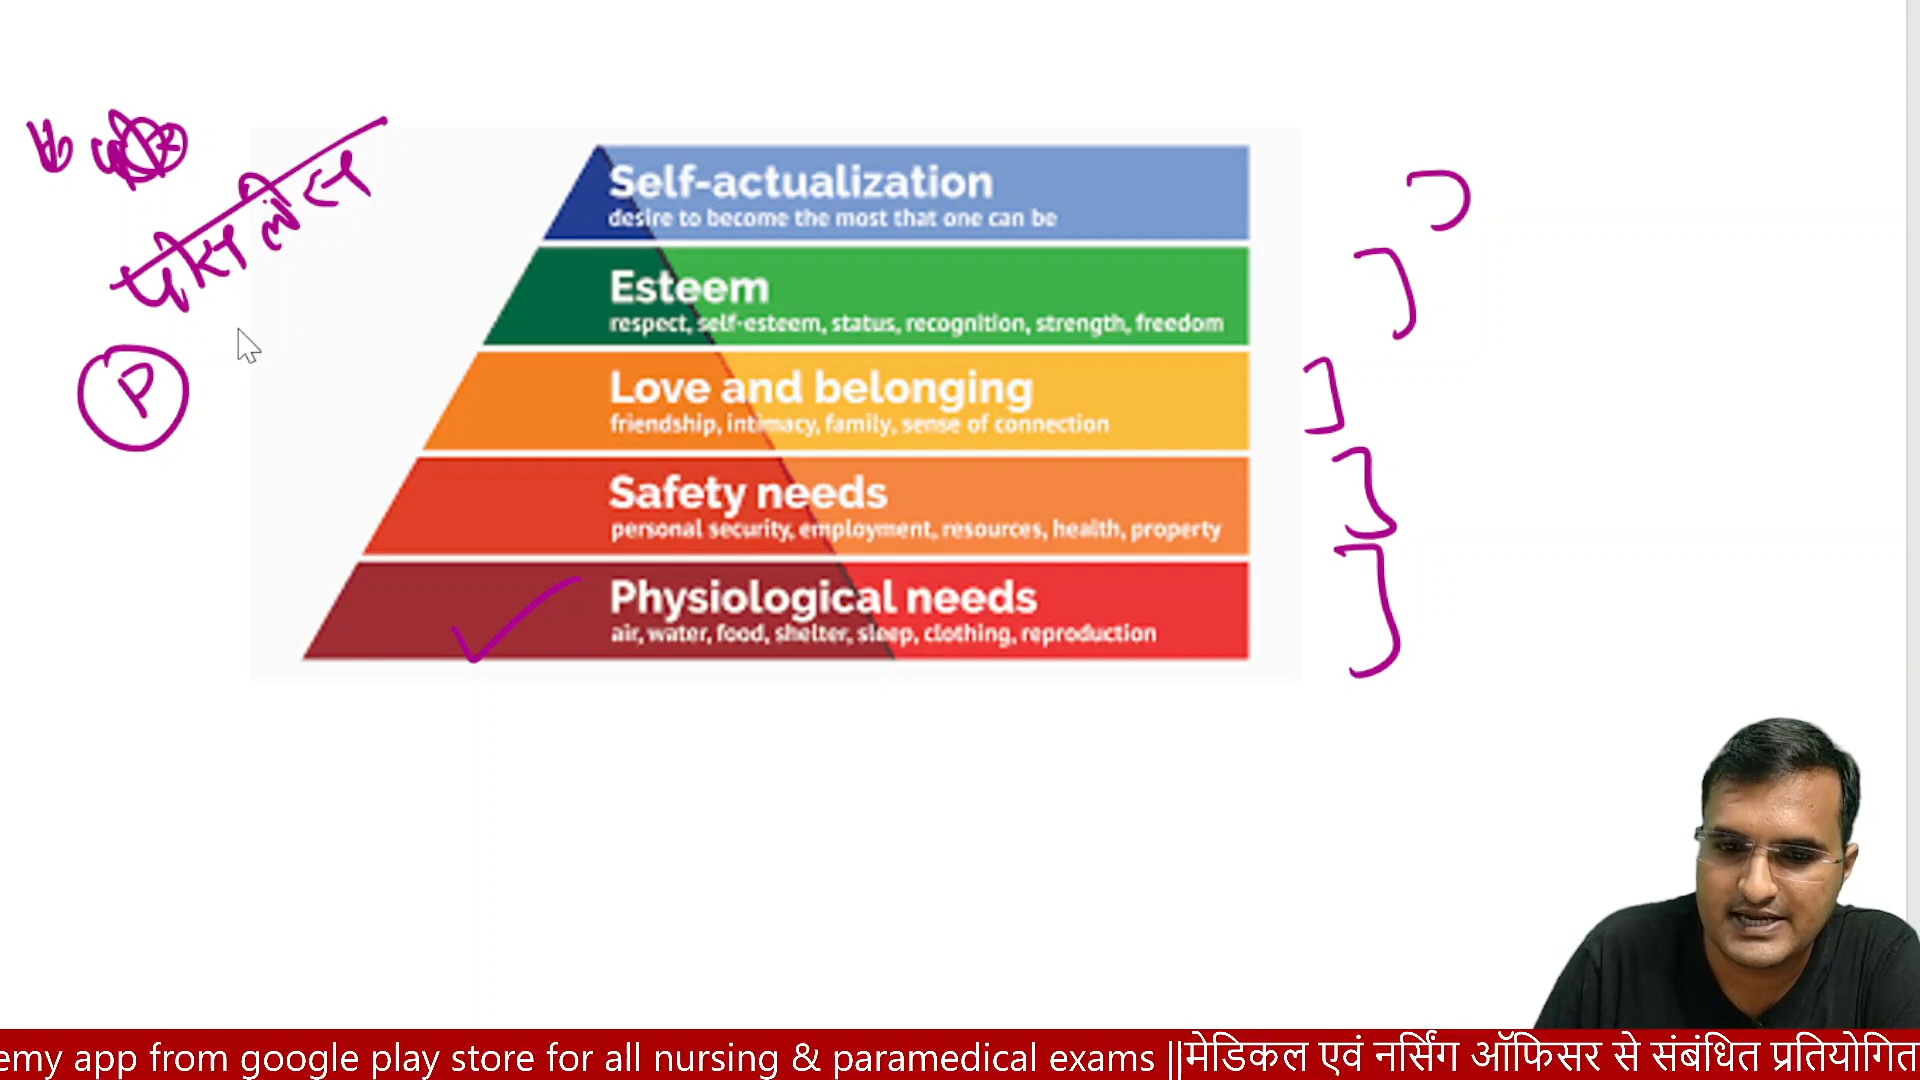 Self-actualization
desire to become the most that one can be
Esteem
respect, self-esteem, status, recognition, strength, freedom
Love and belonging
friendship, intimacy, family, sense of connection
Safety needs
personal security, employment, resources, health, property
Physiological needs
air, water, food, shelter, sleep, clothing, reproduction
P
emy app from google play store for all nursing & paramedical exams ||मेडिकल एवं नर्सिंग ऑफिसर से संबंधित प्रतियोगित